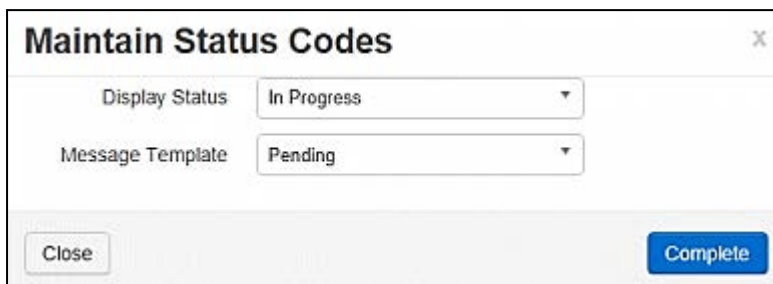 Maintain Status Codes x
Display Status In Progress
Message Template Pending
Close Complete